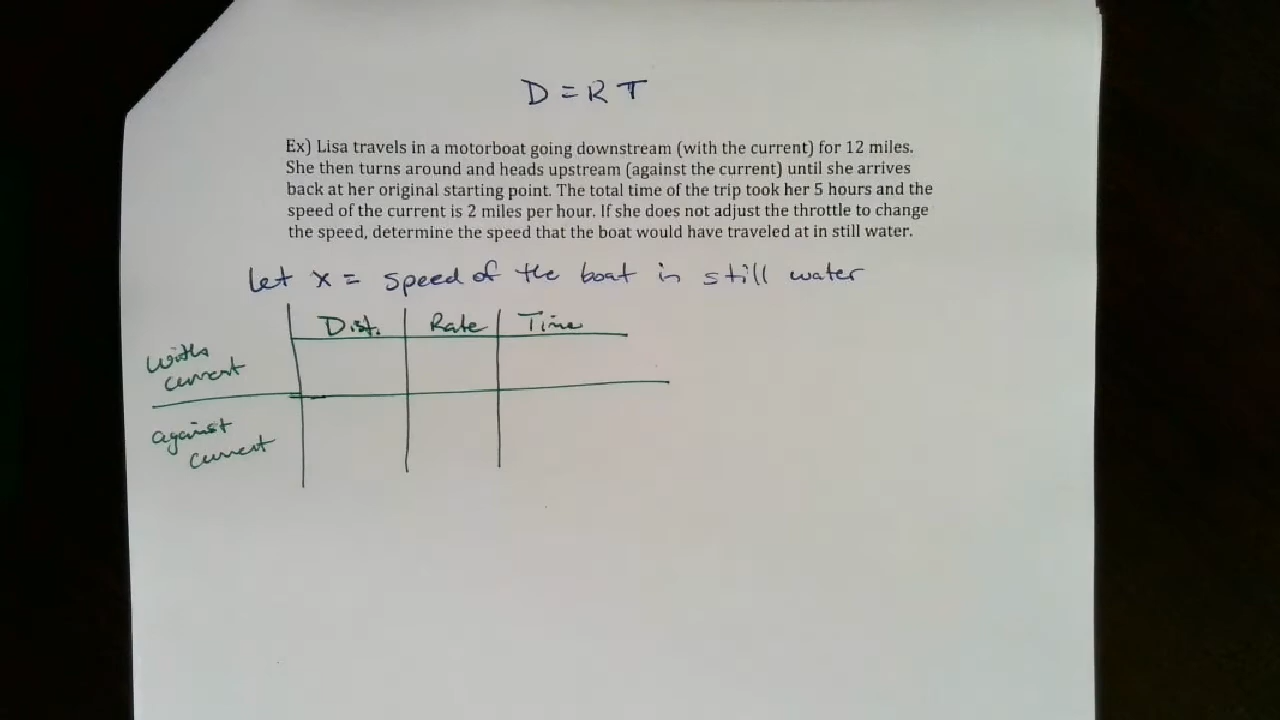 D = R T
Ex) Lisa travels in a motorboat going downstream (with the current) for 12 miles.
She then turns around and heads upstream (against the current) until she arrives
back at her original starting point. The total time of the trip took her 5 hours and the
speed of the current is 2 miles per hour. If she does not adjust the throttle to change
the speed, determine the speed that the boat would have traveled at in still water.
let x = speed of the boat in still water
Dist. Rate Time
with
current
against
current